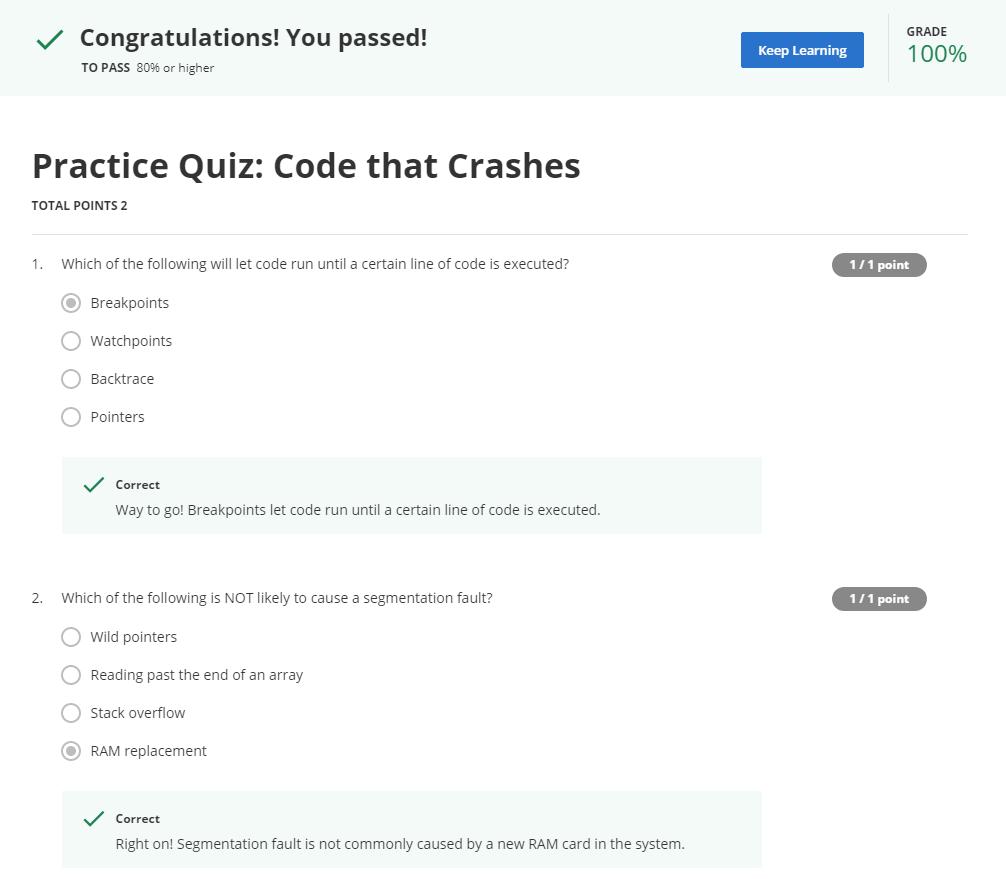 Congratulations! You passed!
TO PASS 80% or higher
Keep Learning
GRADE
100%
Practice Quiz: Code that Crashes
TOTAL POINTS 2
1. Which of the following will let code run until a certain line of code is executed?
1 / 1 point
Breakpoints
Watchpoints
Backtrace
Pointers
Correct
Way to go! Breakpoints let code run until a certain line of code is executed.
2. Which of the following is NOT likely to cause a segmentation fault?
1 / 1 point
Wild pointers
Reading past the end of an array
Stack overflow
RAM replacement
Correct
Right on! Segmentation fault is not commonly caused by a new RAM card in the system.